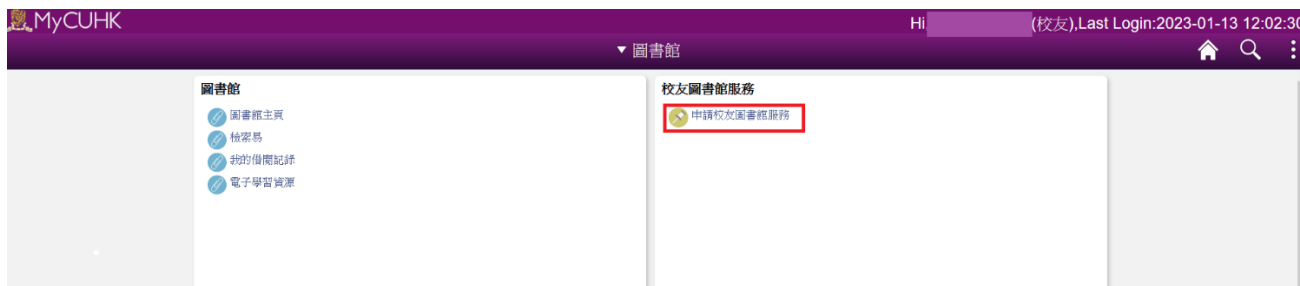 MyCUHK
Hi (校友),Last Login:2023-01-13 12:02:30
▼ 圖書館
圖書館
圖書館主頁
檢索易
我的借閱記錄
電子學習資源
校友圖書館服務
申請校友圖書館服務